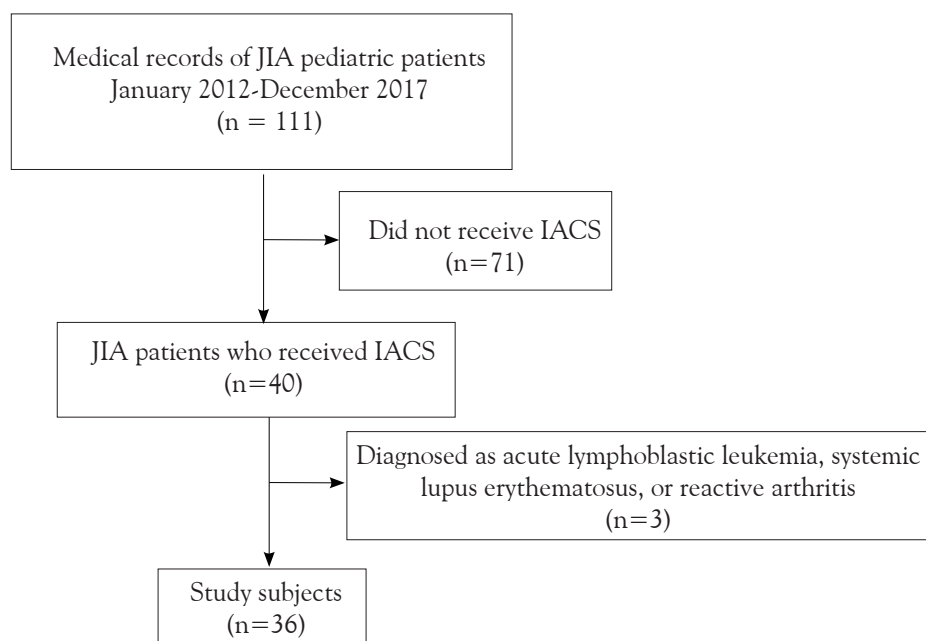 Medical records of JIA pediatric patients
January 2012-December 2017
(n = 111)
Did not receive IACS
(n=71)
JIA patients who received IACS
(n=40)
Diagnosed as acute lymphoblastic leukemia, systemic
lupus erythematosus, or reactive arthritis
(n=3)
Study subjects
(n=36)